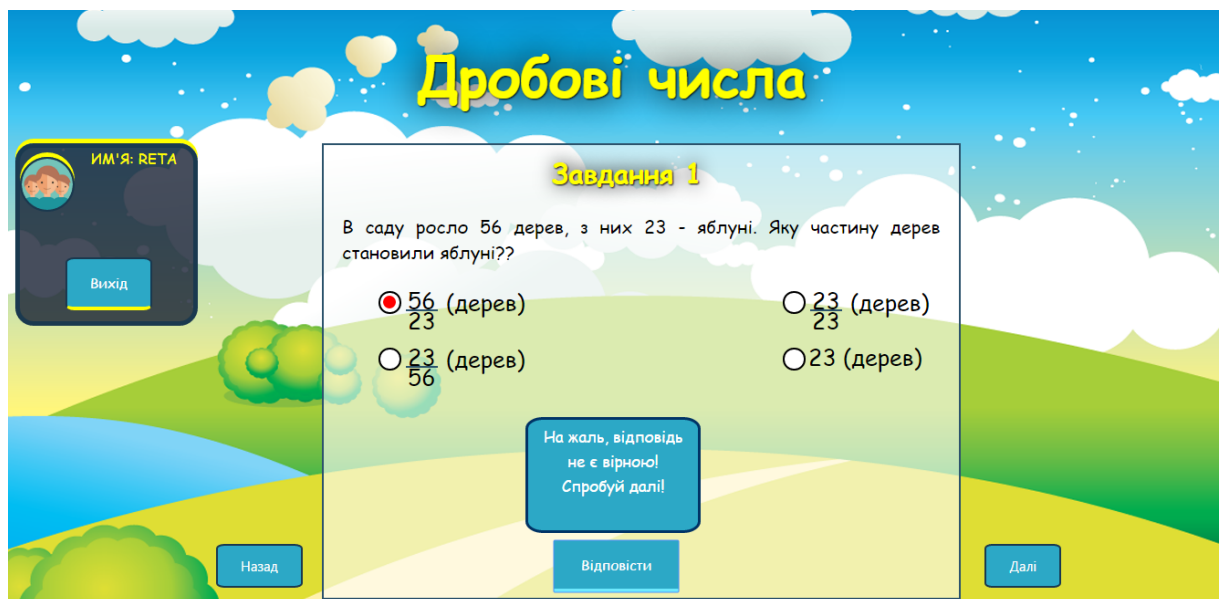 Дробові числа
ИМ'Я: RETA
Вихід
Завдання 1
В саду росло 56 дерев, з них 23 - яблуні. Яку частину дерев
становили яблуні??
56/23 (дерев)
23/23 (дерев)
23/56 (дерев)
23 (дерев)
На жаль, відповідь
не є вірною!
Спробуй далі!
Назад
Відповісти
Далі